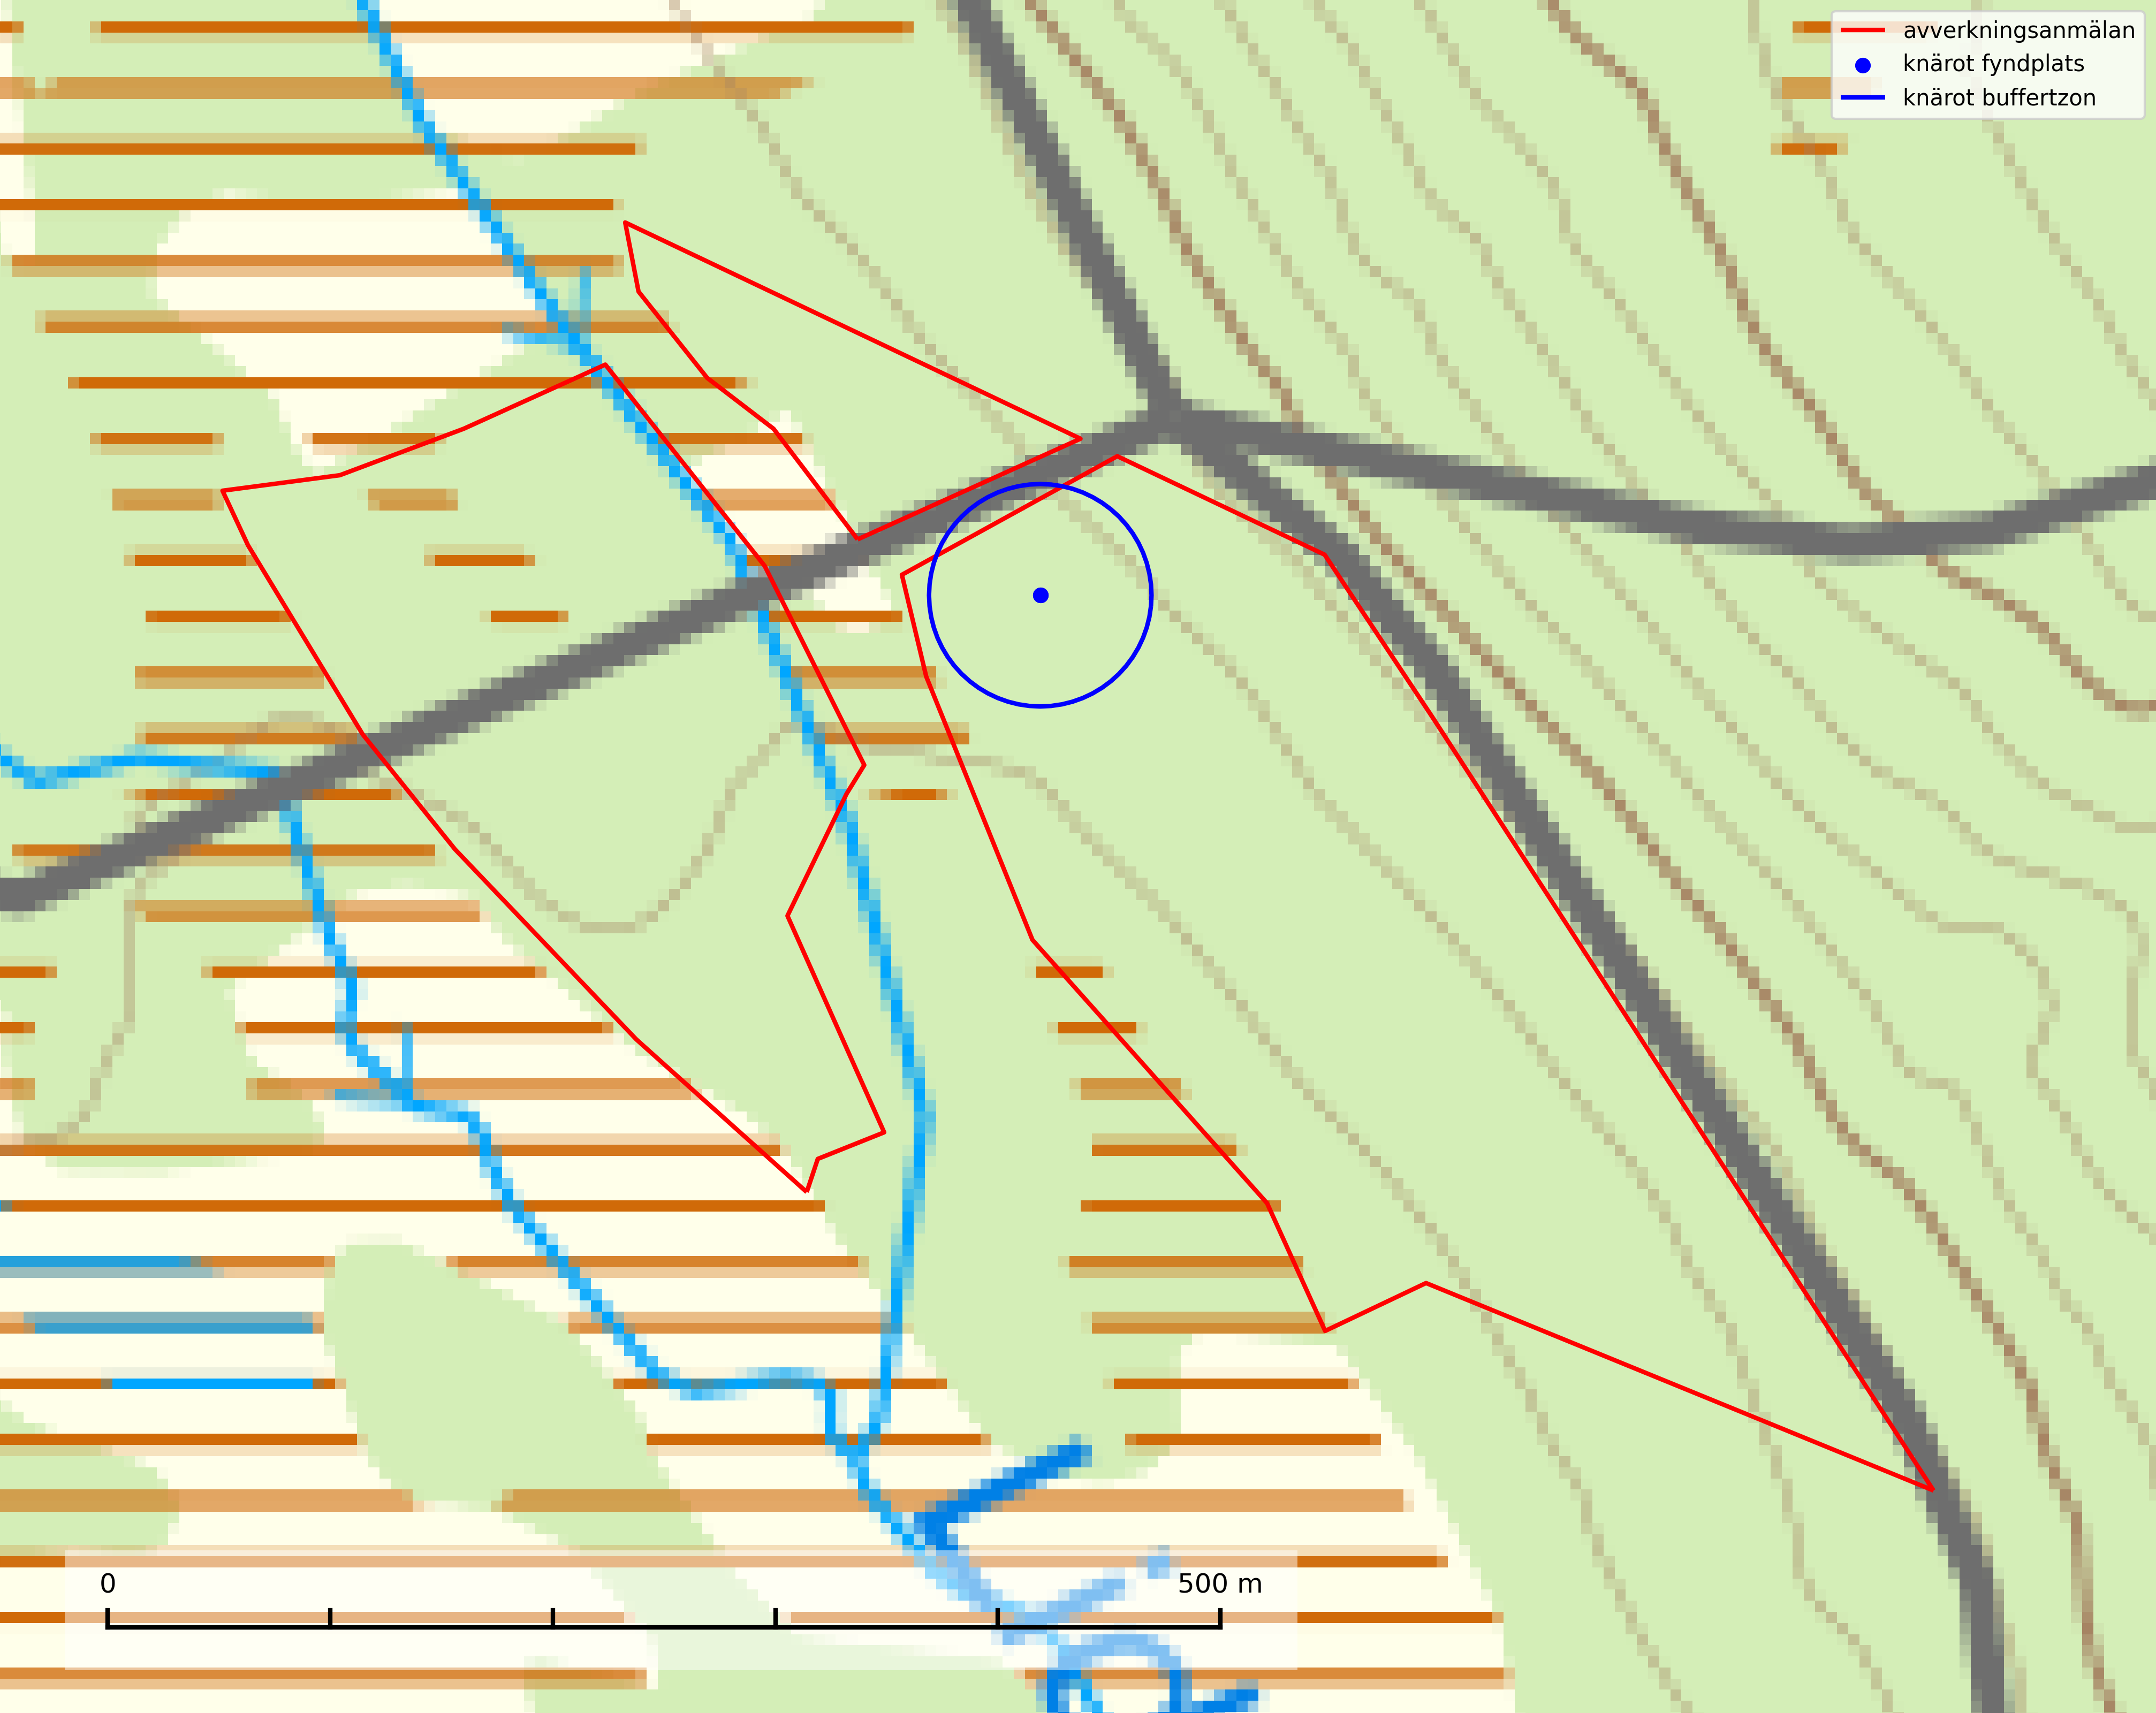 avverkningsanmälan
knärot fyndplats
knärot buffertzon
0
500 m